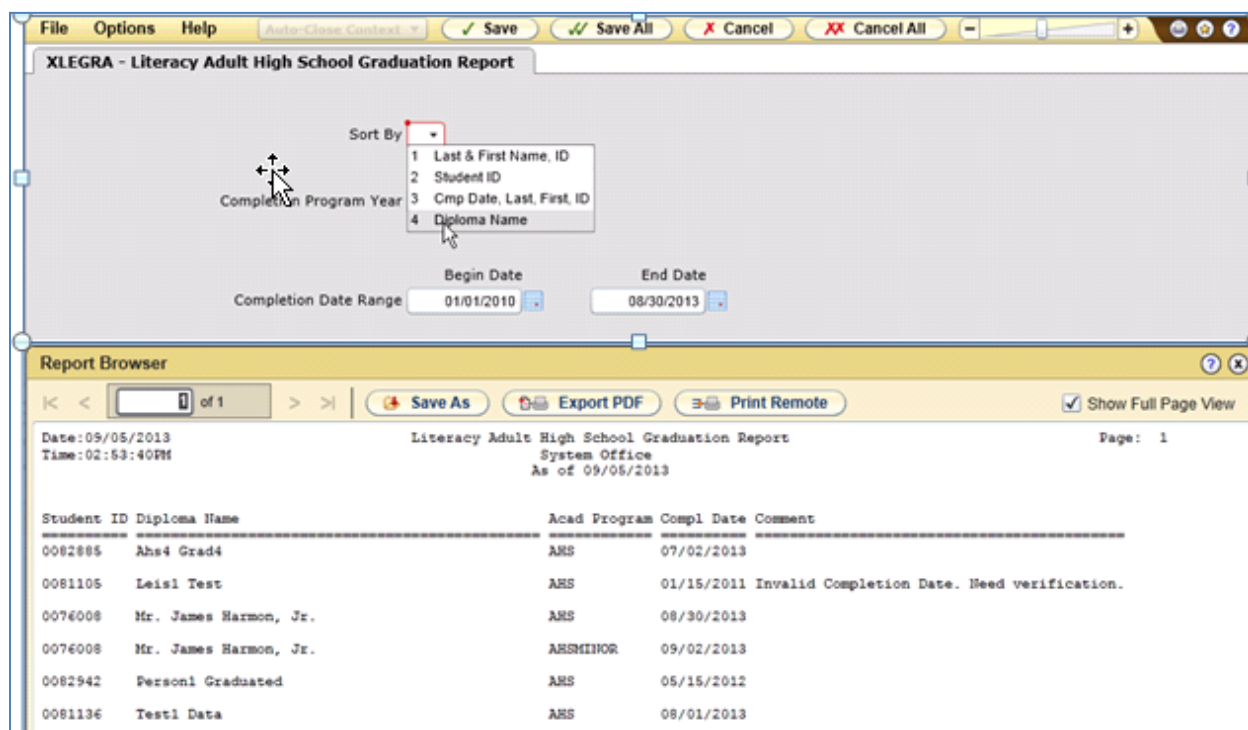 File Options Help Auto-Close Context Save Save All Cancel Cancel All
XLEGRA - Literacy Adult High School Graduation Report
Sort By
1 Last & First Name, ID
2 Student ID
Completion Program Year 3 Cmp Date, Last, First, ID
4 Diploma Name
Begin Date End Date
Completion Date Range 01/01/2010 08/30/2013
Report Browser
1 of 1 Save As Export PDF Print Remote Show Full Page View
Date:09/05/2013 Literacy Adult High School Graduation Report Page: 1
Time:02:53:40PM System Office
As of 09/05/2013
Student ID Diploma Name Acad Program Compl Date Comment
0082885 Ahs4 Grad4 AHS 07/02/2013
0081105 Leis1 Test AHS 01/15/2011 Invalid Completion Date. Need verification.
0076008 Mr. James Harmon, Jr. AHS 08/30/2013
0076008 Mr. James Harmon, Jr. AHSMINOR 09/02/2013
0082942 Person1 Graduated AHS 05/15/2012
0081136 Test1 Data AHS 08/01/2013